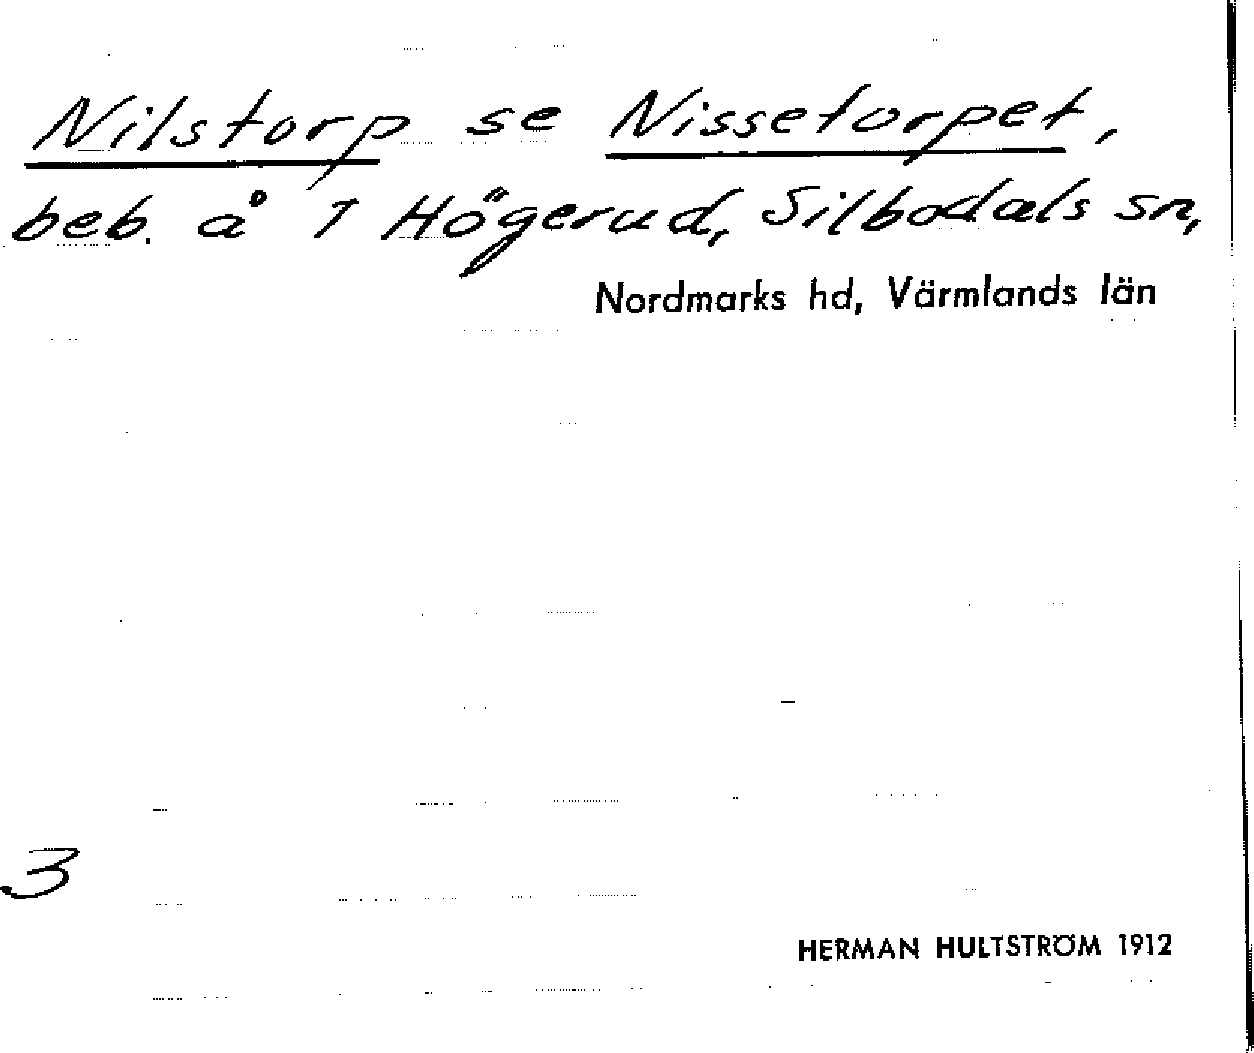 Nilstorp se Nissetorpet,
beb. å 1 Högerud, Silbodals sn,
Nordmarks hd, Värmlands län
3
HERMAN HULTSTRÖM 1912